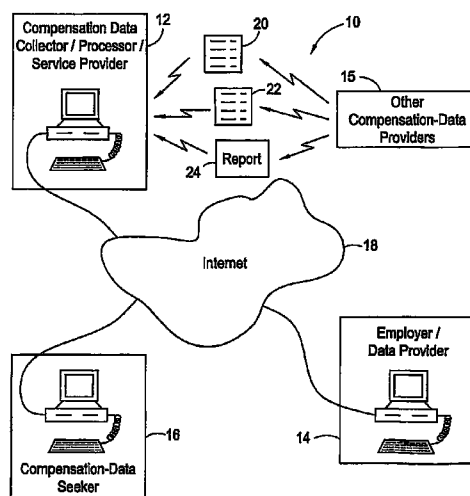 Compensation Data
Collector / Processor /
Service Provider
12
20
10
22
15
Other
Compensation-Data
Providers
24
Report
Internet
18
Employer /
Data Provider
14
16
Compensation-Data
Seeker